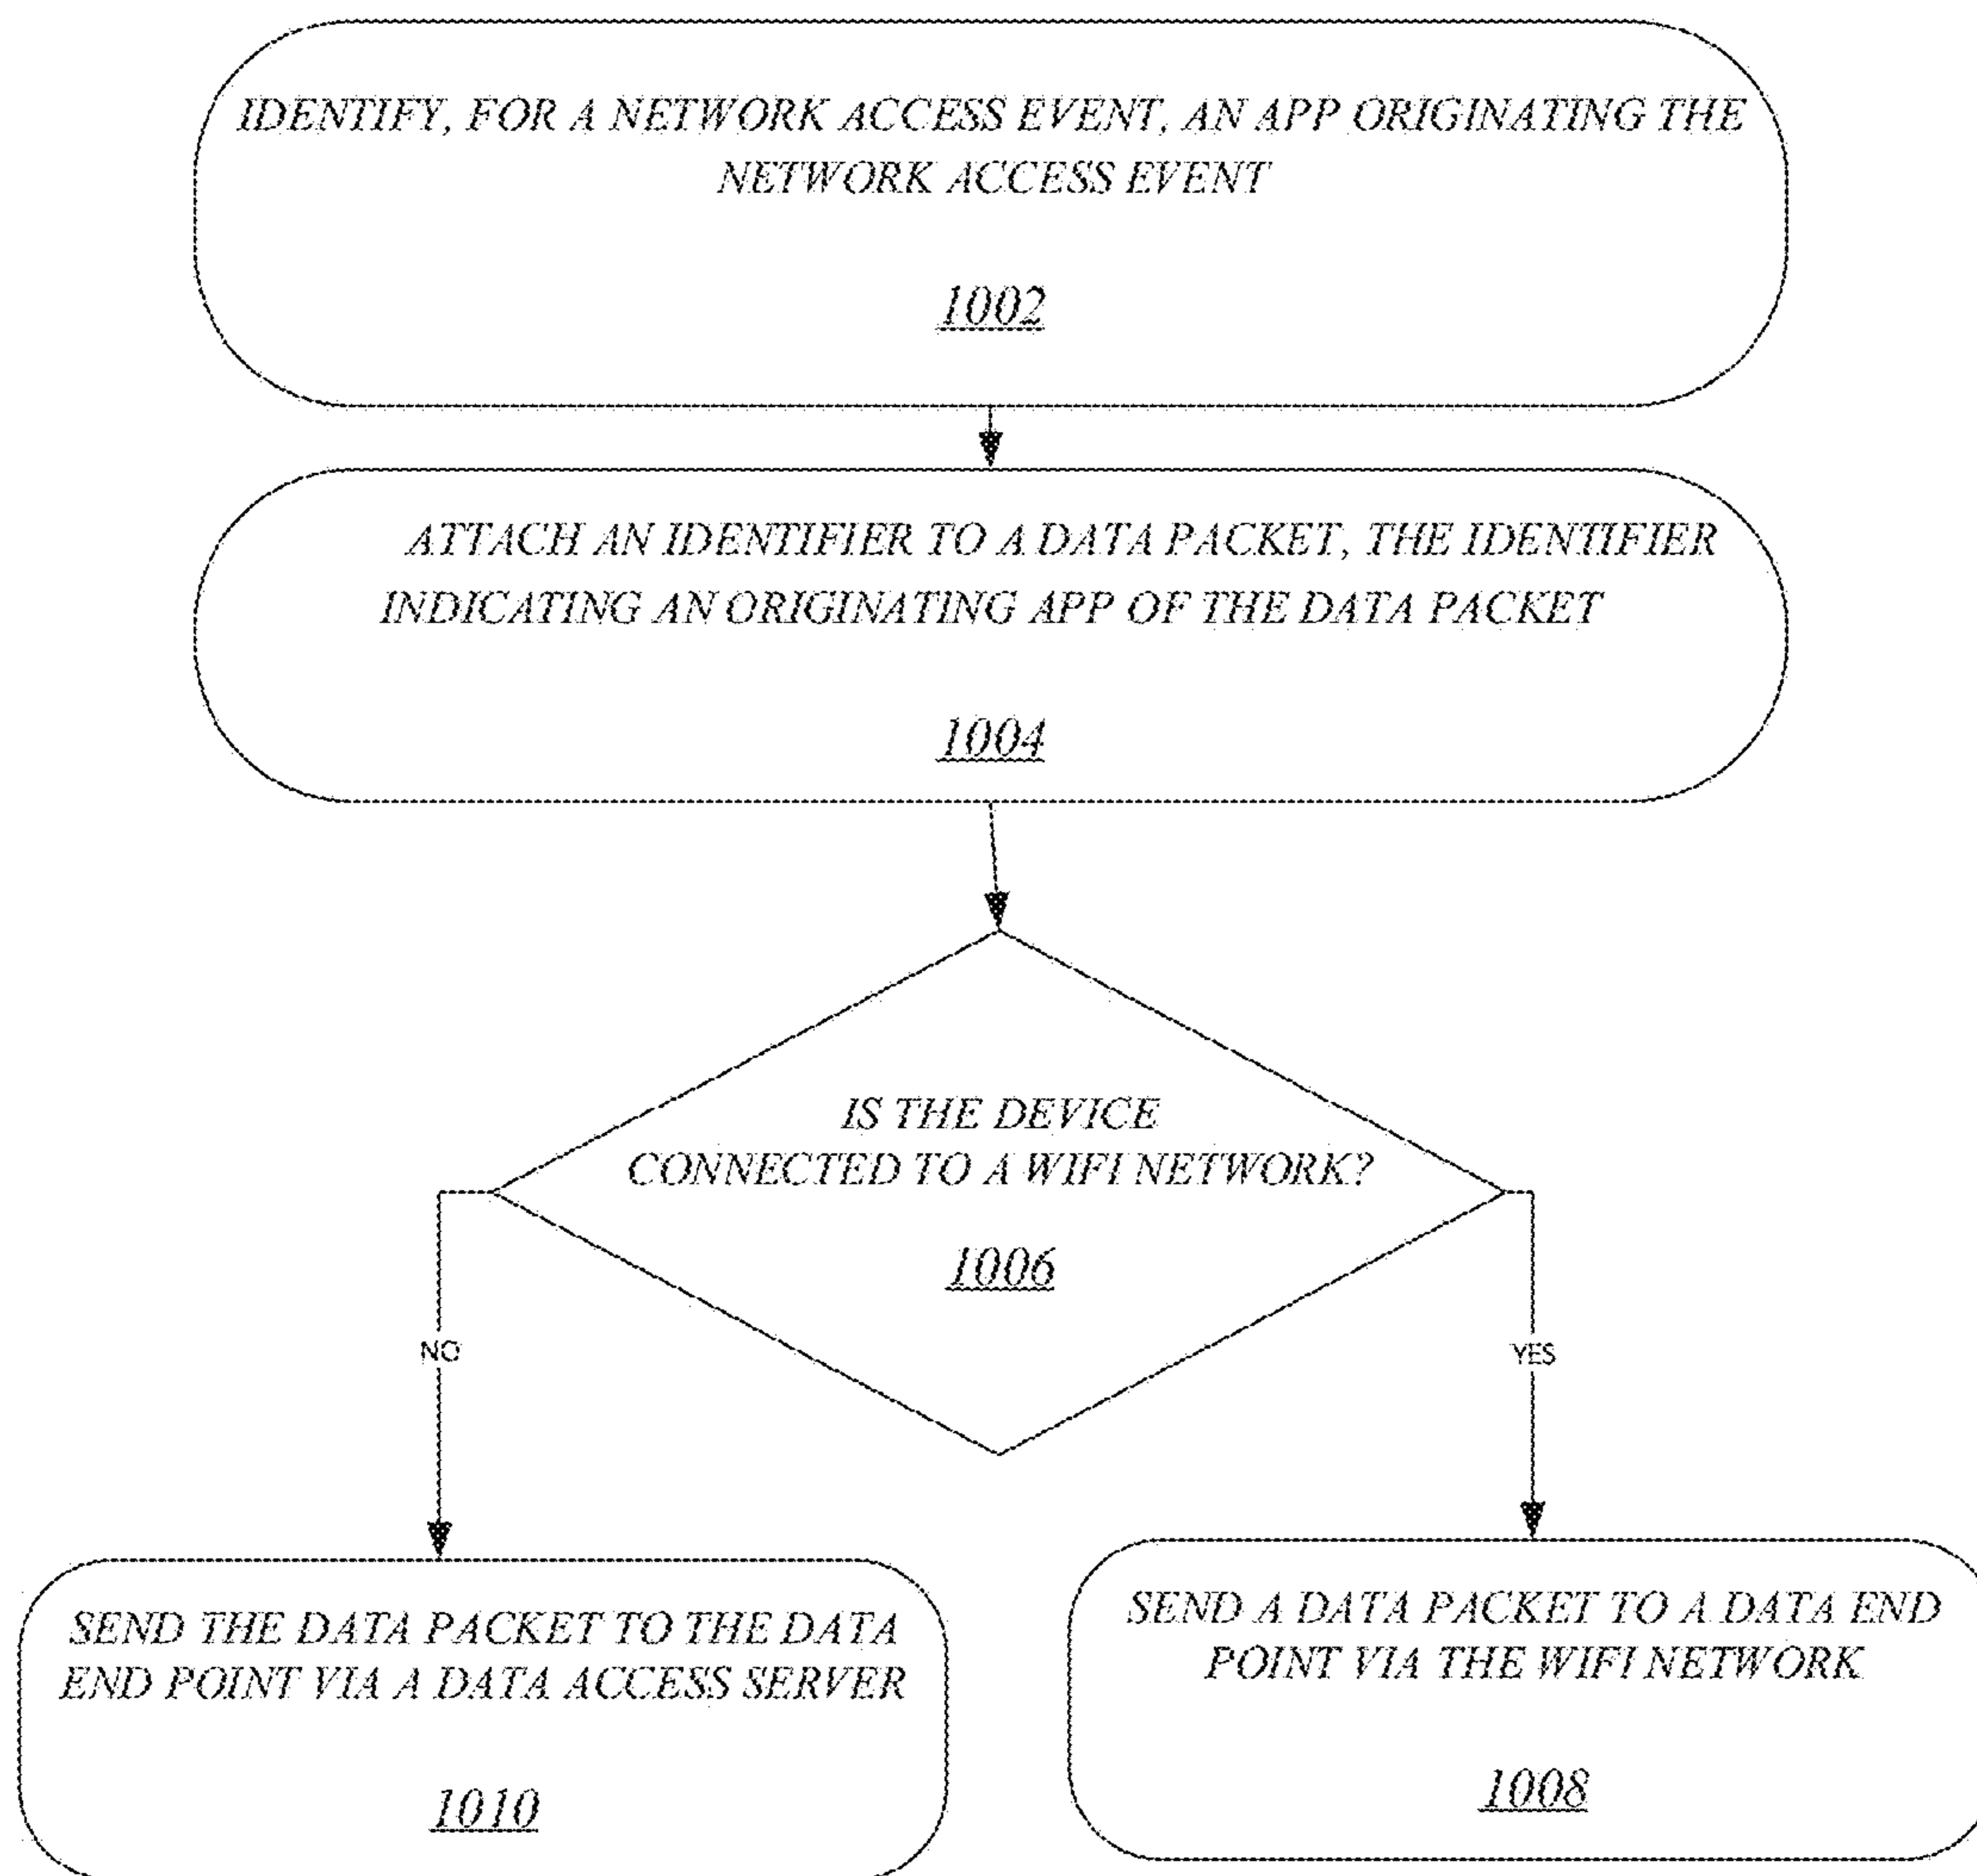 IDENTIFY, FOR A NETWORK ACCESS EVENT, AN APP ORIGINATING THE
NETWORK ACCESS EVENT
1002
ATTACH AN IDENTIFIER TO A DATA PACKET, THE IDENTIFIER
INDICATING AN ORIGINATING APP OF THE DATA PACKET
1004
IS THE DEVICE
CONNECTED TO A WIFI NETWORK?
1006
NO
YES
SEND THE DATA PACKET TO THE DATA
END POINT VIA A DATA ACCESS SERVER
1010
SEND A DATA PACKET TO A DATA END
POINT VIA THE WIFI NETWORK
1008